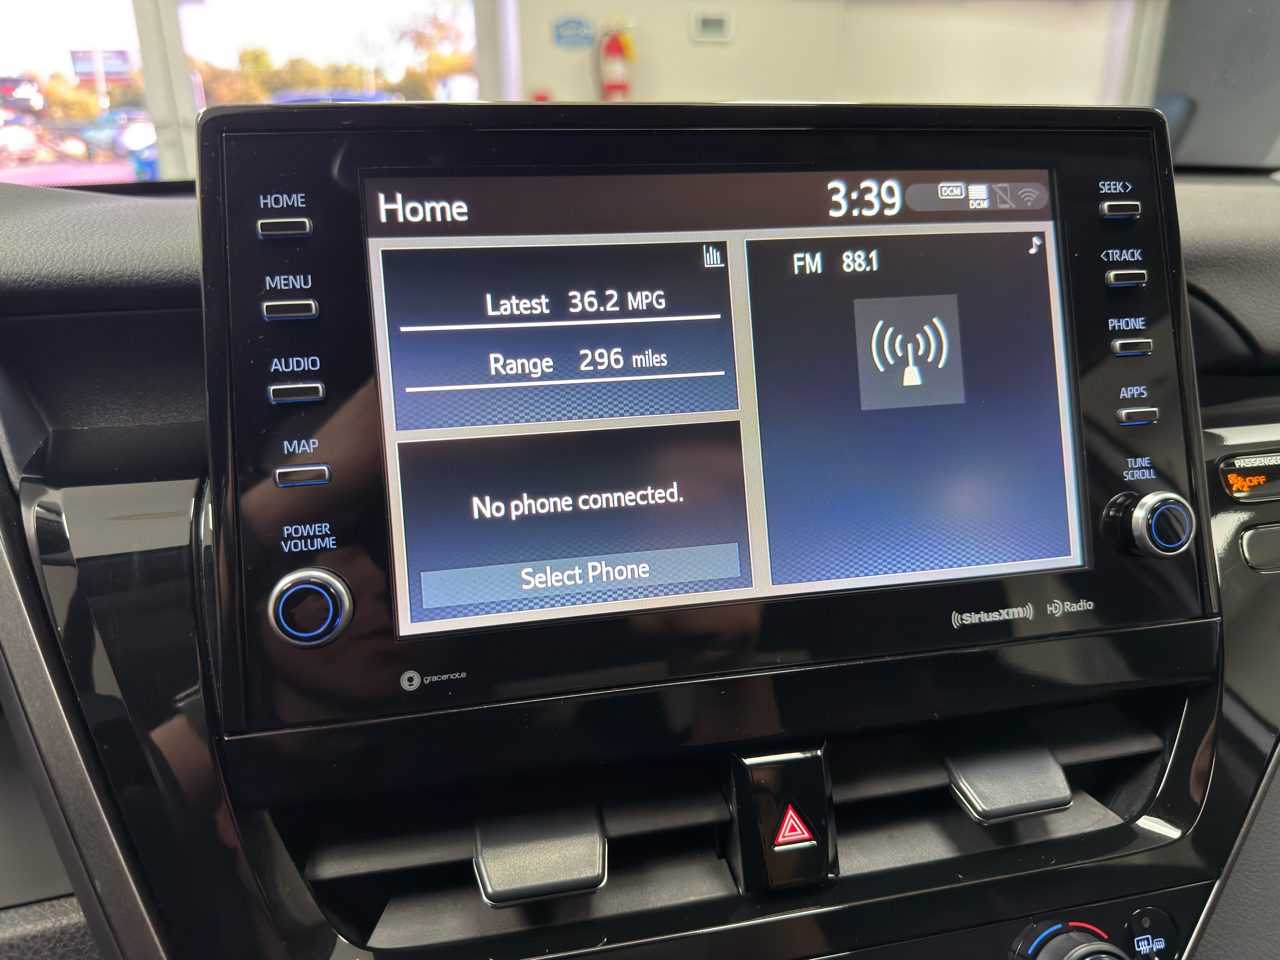 HOME
MENU
AUDIO
MAP
POWER
VOLUME
Home
3:39
DCM
DCM
Latest 36.2 MPG
Range 296 miles
No phone connected.
Select Phone
FM 88.1
SEEK>
<TRACK
PHONE
APPS
TUNE
SCROLL
gracenote
((SiriusXM))
HD Radio
PASSENGER
OFF